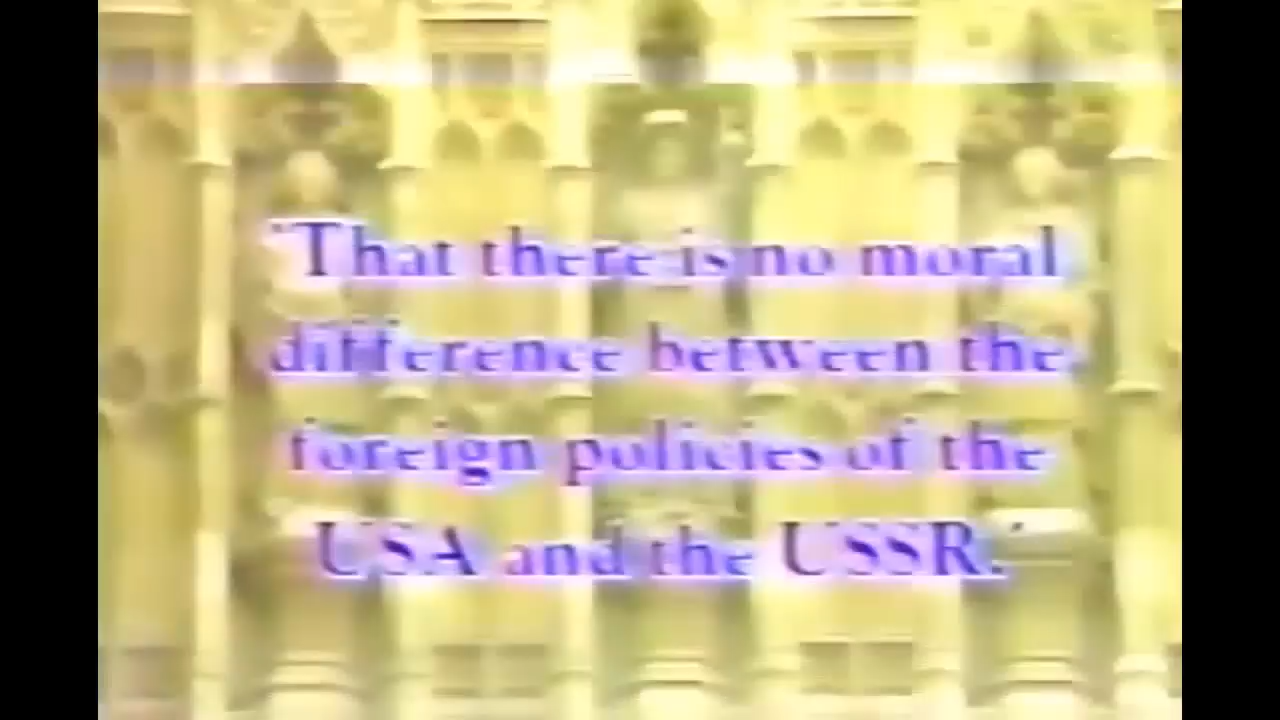 'That there is no moral
difference between the
foreign policies of the
USA and the USSR.'